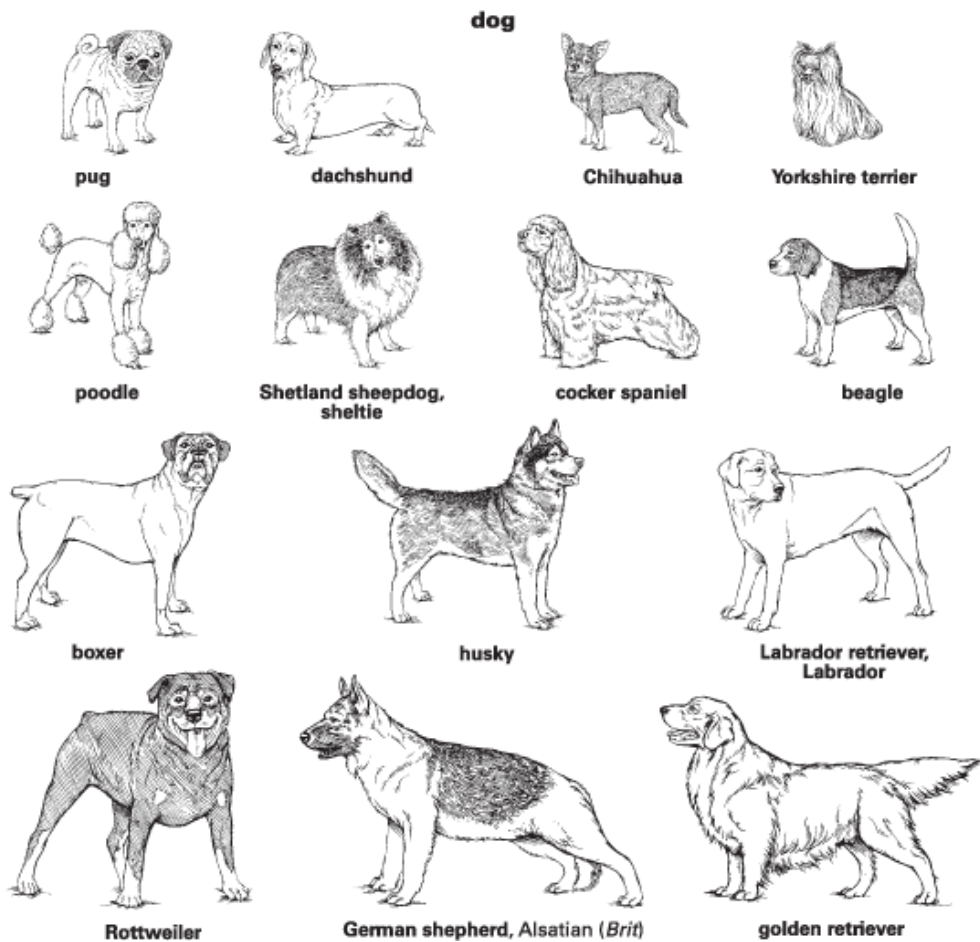 dog
pug
dachshund
Chihuahua
Yorkshire terrier
poodle
Shetland sheepdog,
sheltie
cocker spaniel
beagle
boxer
husky
Labrador retriever,
Labrador
Rottweiler
German shepherd, Alsatian (Brit)
golden retriever